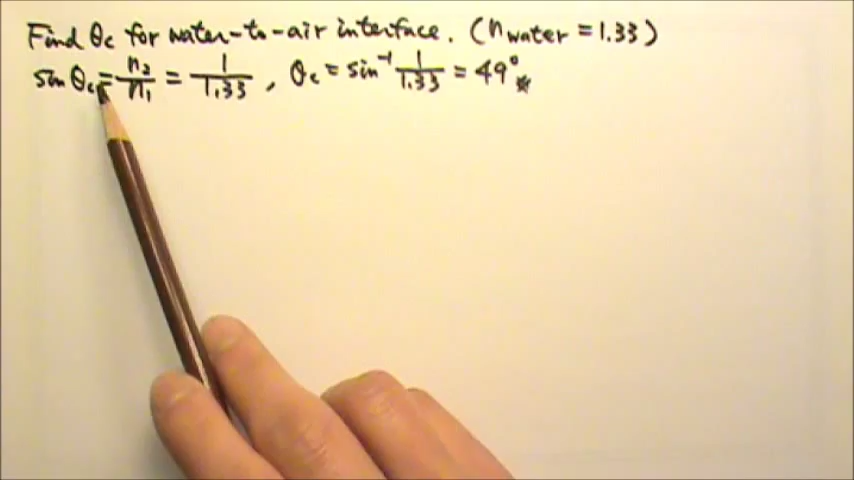 Find θc for water-to-air interface. (n water = 1.33)
sin θc = n₂/n₁ = 1/1.33 , θc = sin⁻¹ 1/1.33 = 49°